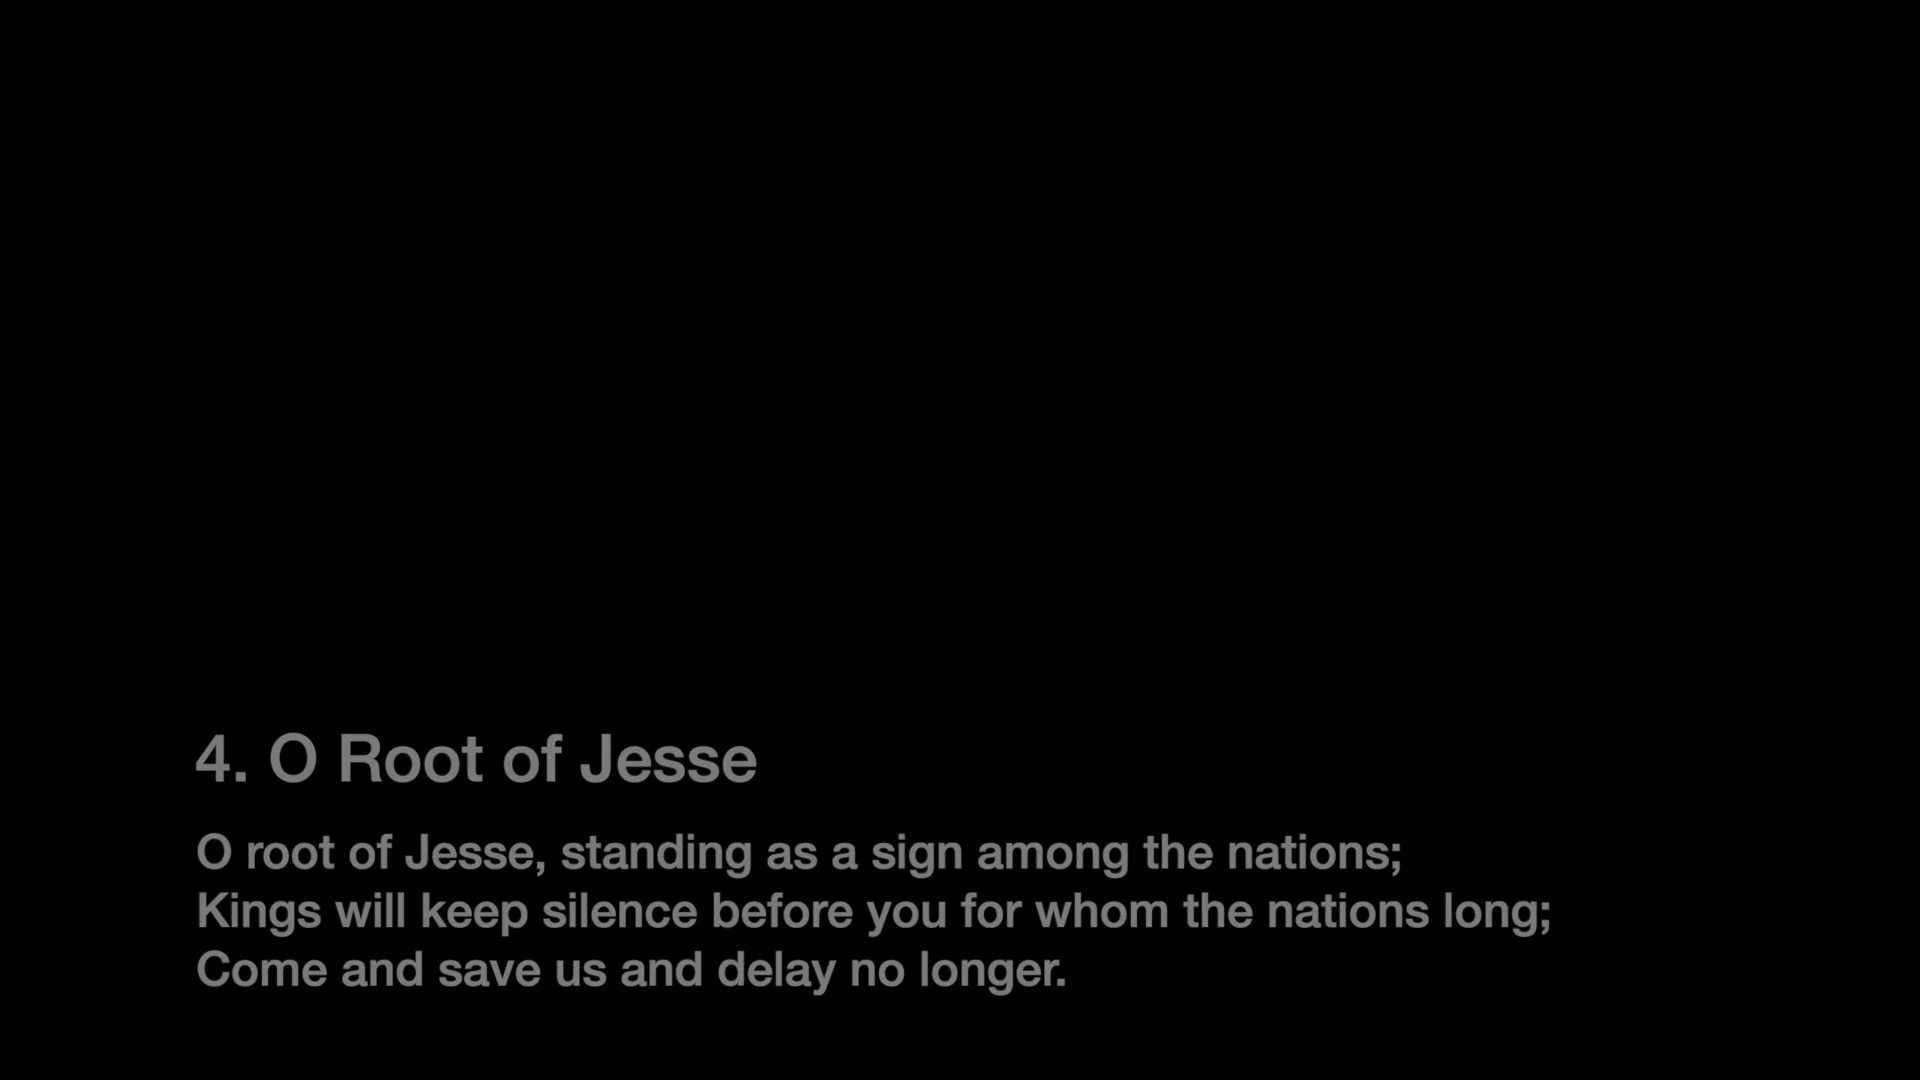 4. O Root of Jesse
O root of Jesse, standing as a sign among the nations;
Kings will keep silence before you for whom the nations long;
Come and save us and delay no longer.